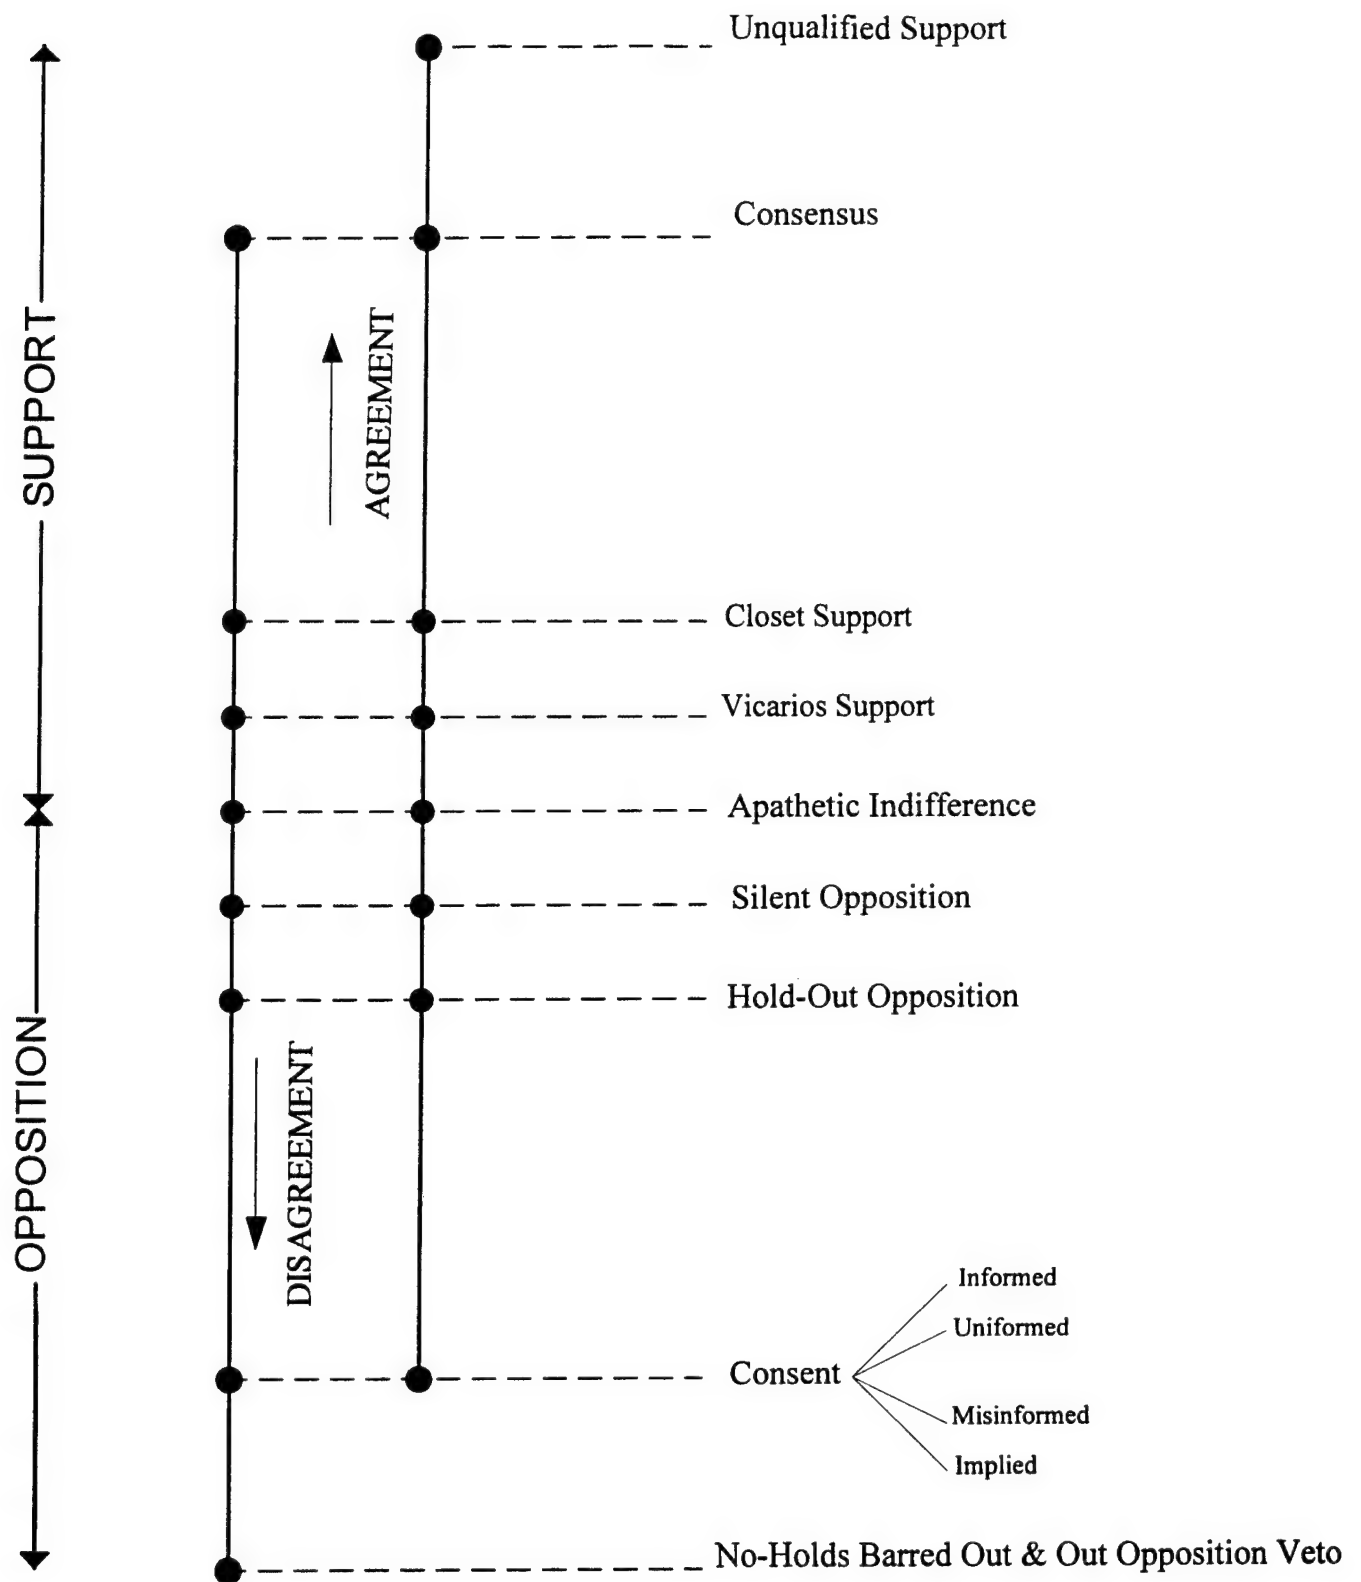 Unqualified Support
Consensus
SUPPORT
AGREEMENT
Closet Support
Vicarios Support
Apathetic Indifference
Silent Opposition
Hold-Out Opposition
OPPOSITION
DISAGREEMENT
Informed
Uniformed
Consent
Misinformed
Implied
No-Holds Barred Out & Out Opposition Veto